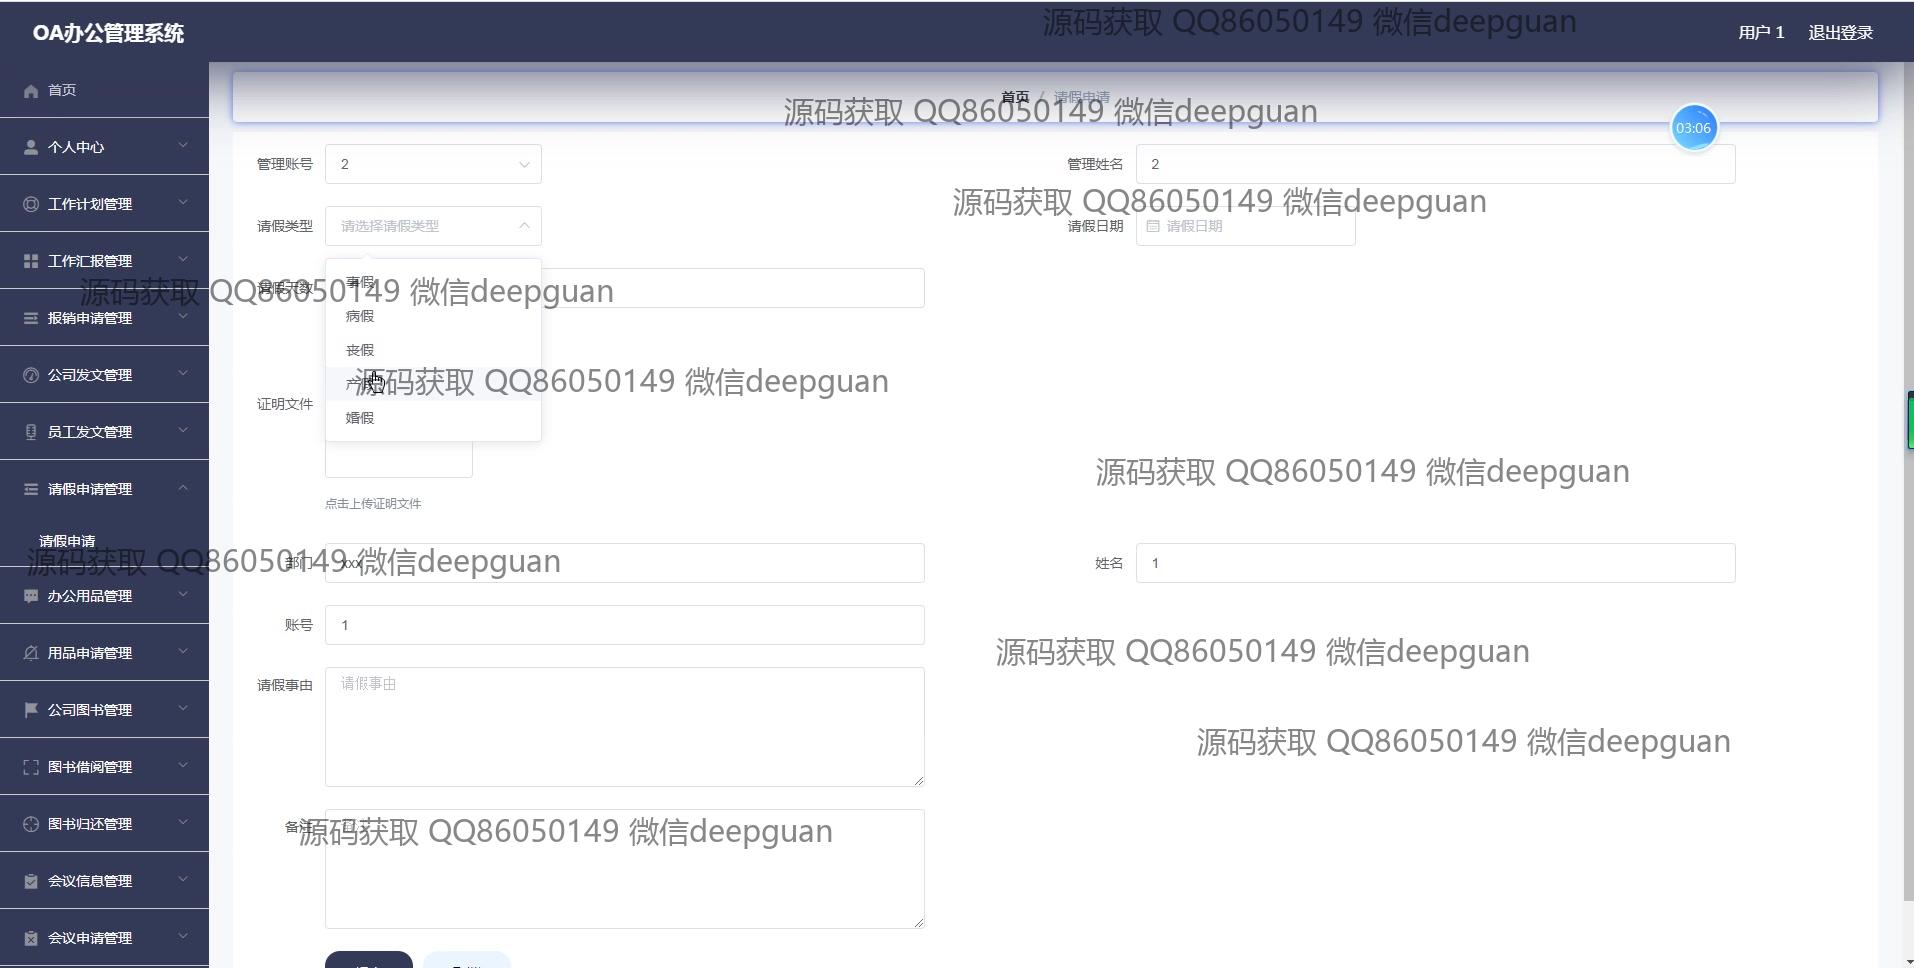 OA办公管理系统
源码获取 QQ86050149 微信deepguan
用户 1
退出登录
首页
首页 / 请假申请
源码获取 QQ86050149 微信deepguan
03:06
个人中心
管理账号
2
管理姓名
2
工作计划管理
源码获取 QQ86050149 微信deepguan
请假类型
请选择请假类型
请假日期
请假日期
工作汇报管理
事假
请假天数
源码获取 QQ86050149 微信deepguan
报销申请管理
病假
丧假
公司发文管理
产假
源码获取 QQ86050149 微信deepguan
证明文件
婚假
员工发文管理
源码获取 QQ86050149 微信deepguan
请假申请管理
点击上传证明文件
请假申请
源码获取 QQ86050149 微信deepguan
部门
xxx
姓名
1
办公用品管理
账号
1
用品申请管理
源码获取 QQ86050149 微信deepguan
请假事由
请假事由
公司图书管理
源码获取 QQ86050149 微信deepguan
图书借阅管理
图书归还管理
备注
源码获取 QQ86050149 微信deepguan
会议信息管理
会议申请管理